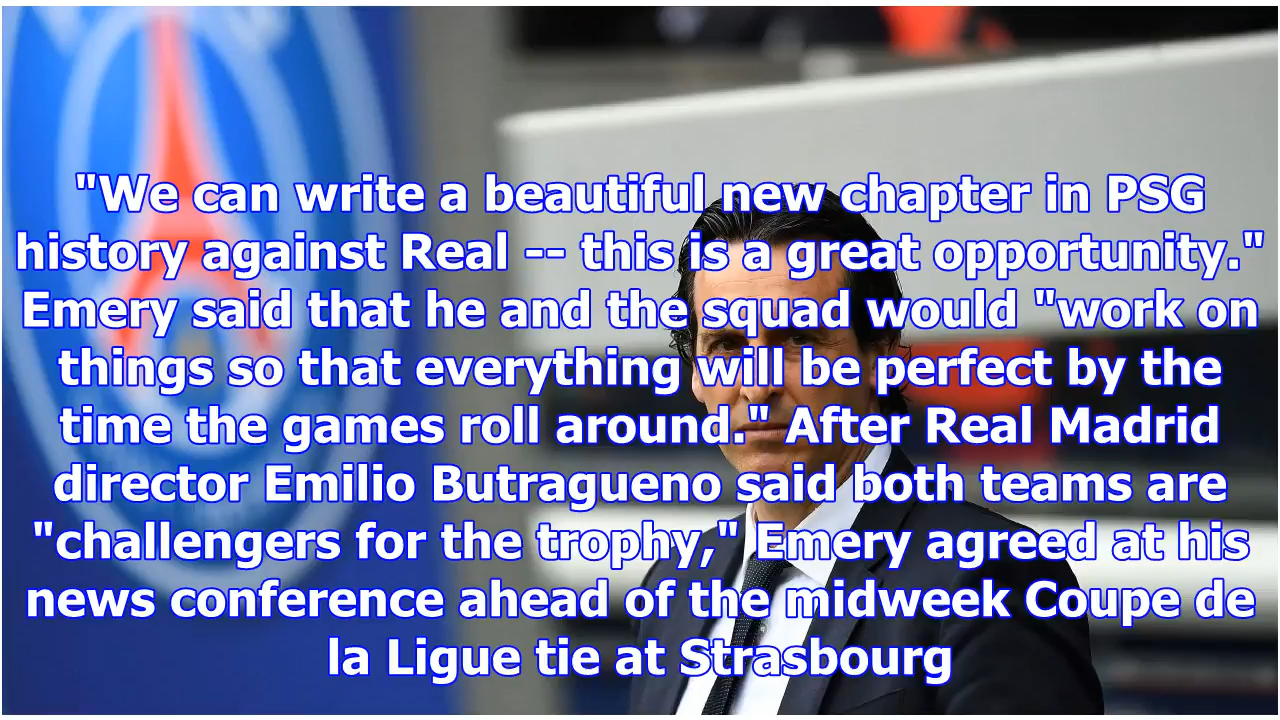 "We can write a beautiful new chapter in PSG
history against Real -- this is a great opportunity."
Emery said that he and the squad would "work on
things so that everything will be perfect by the
time the games roll around." After Real Madrid
director Emilio Butragueno said both teams are
"challengers for the trophy," Emery agreed at his
news conference ahead of the midweek Coupe de
la Ligue tie at Strasbourg